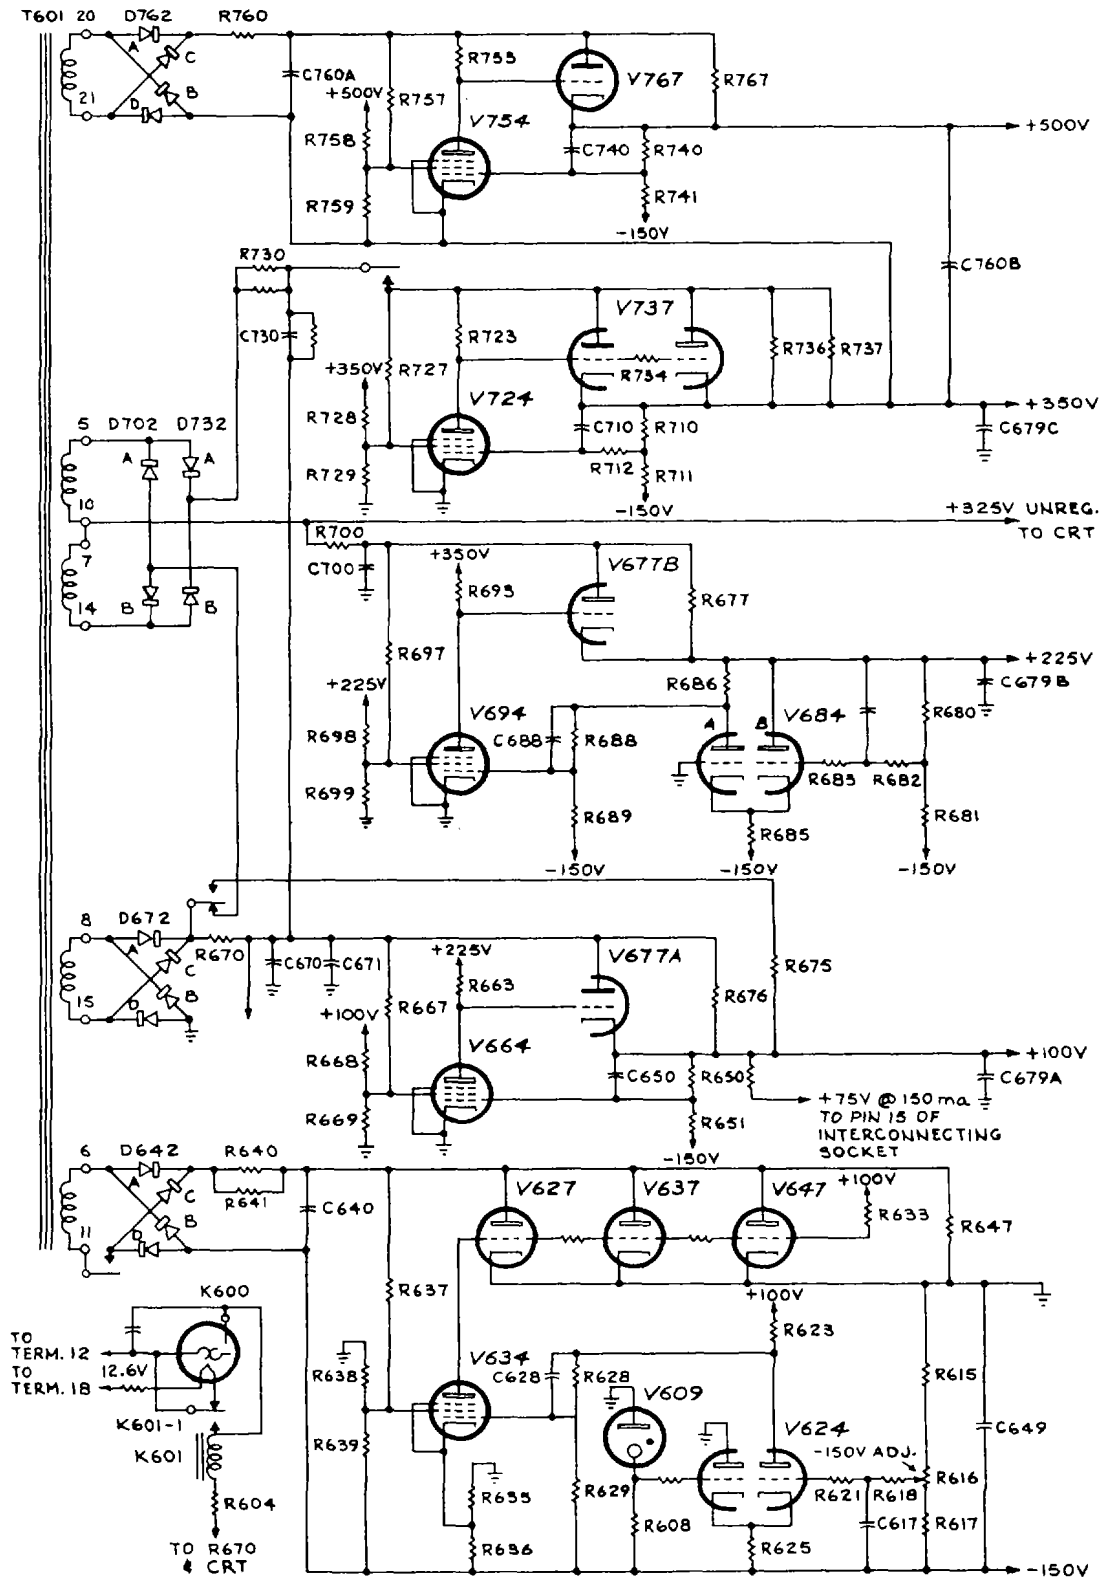 T601 20 D762 R760
A C
B
D
21
C760A
+500V
R757
R755
V767
R767
V754
R758
R759
C740
R740
R741
-150V
+500V
R730
C730
C760B
R723
V737
R734
R736
R737
+350V
R727
V724
R728
R729
C710
R710
R712
R711
-150V
+350V
C679C
5 D702 D732
A A
10
7
14 B B
+325V UNREG.
TO CRT
R700
C700
+350V
R693
V677B
R677
R697
+225V
R686
+225V
C679B
R698
V694
C688
R688
A B
V684
R680
R699
R683
R682
R689
R685
R681
-150V
-150V
-150V
8 D672
A C
B
D
15
R670
C670
C671
+225V
R663
V677A
R676
R675
+100V
R667
V664
R668
R669
C650
R650
R651
-150V
+100V
C679A
+75V @ 150 ma
TO PIN 15 OF
INTERCONNECTING
SOCKET
6 D642 R640
A C
B
D
11
R641
C640
V627
V637
V647
+100V
R633
R647
R637
K600
TO
TERM. 12
TO
TERM. 18
12.6V
K601-1
K601
R604
TO R670
& CRT
+100V
R623
R638
V634
C628
R628
V609
R615
R639
V624
-150V ADJ.
C649
R635
R629
R621
R618
R616
R608
C617
R617
R636
R625
-150V